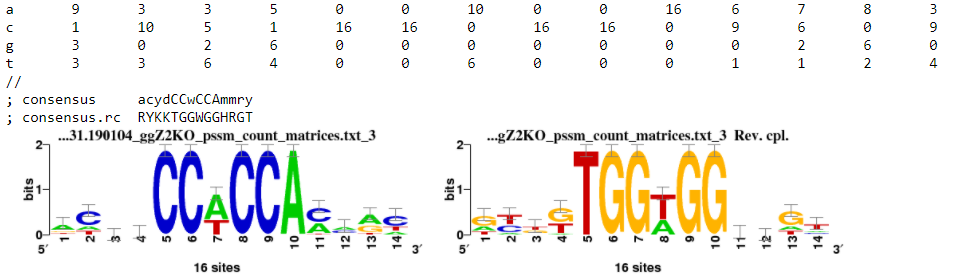 a 9 3 3 5 0 0 10 0 0 16 6 7 8 3
c 1 10 5 1 16 16 0 16 16 0 9 6 0 9
g 3 0 2 6 0 0 0 0 0 0 0 2 6 0
t 3 3 6 4 0 0 6 0 0 0 1 1 2 4
//
; consensus acydCCwCCAmmry
; consensus.rc RYKKTGGWGGHRGT
...31.190104_ggZ2KO_pssm_count_matrices.txt_3
2
bits
1
0
CCACCA
5′ 1 2 3 4 5 6 7 8 9 10 11 12 13 14 3′
16 sites
...gZ2KO_pssm_count_matrices.txt_3 Rev. cpl.
2
bits
1
0
TGGTGG
5′ 1 2 3 4 5 6 7 8 9 10 11 12 13 14 3′
16 sites